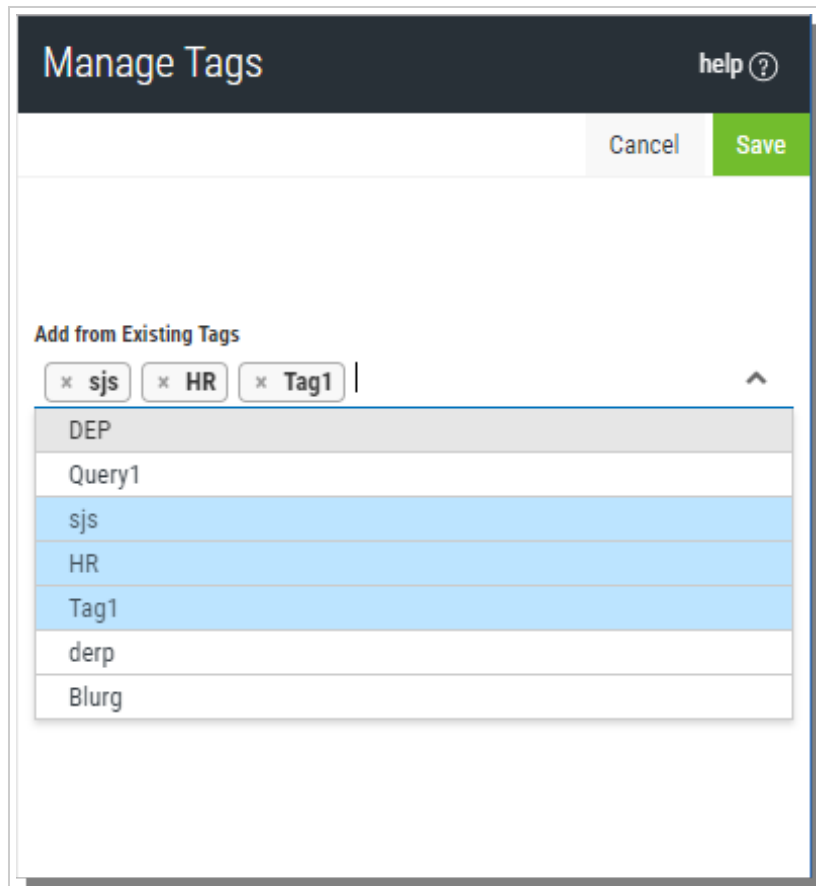 Manage Tags help ?
Cancel Save
Add from Existing Tags
× sjs × HR × Tag1
DEP
Query1
sjs
HR
Tag1
derp
Blurg